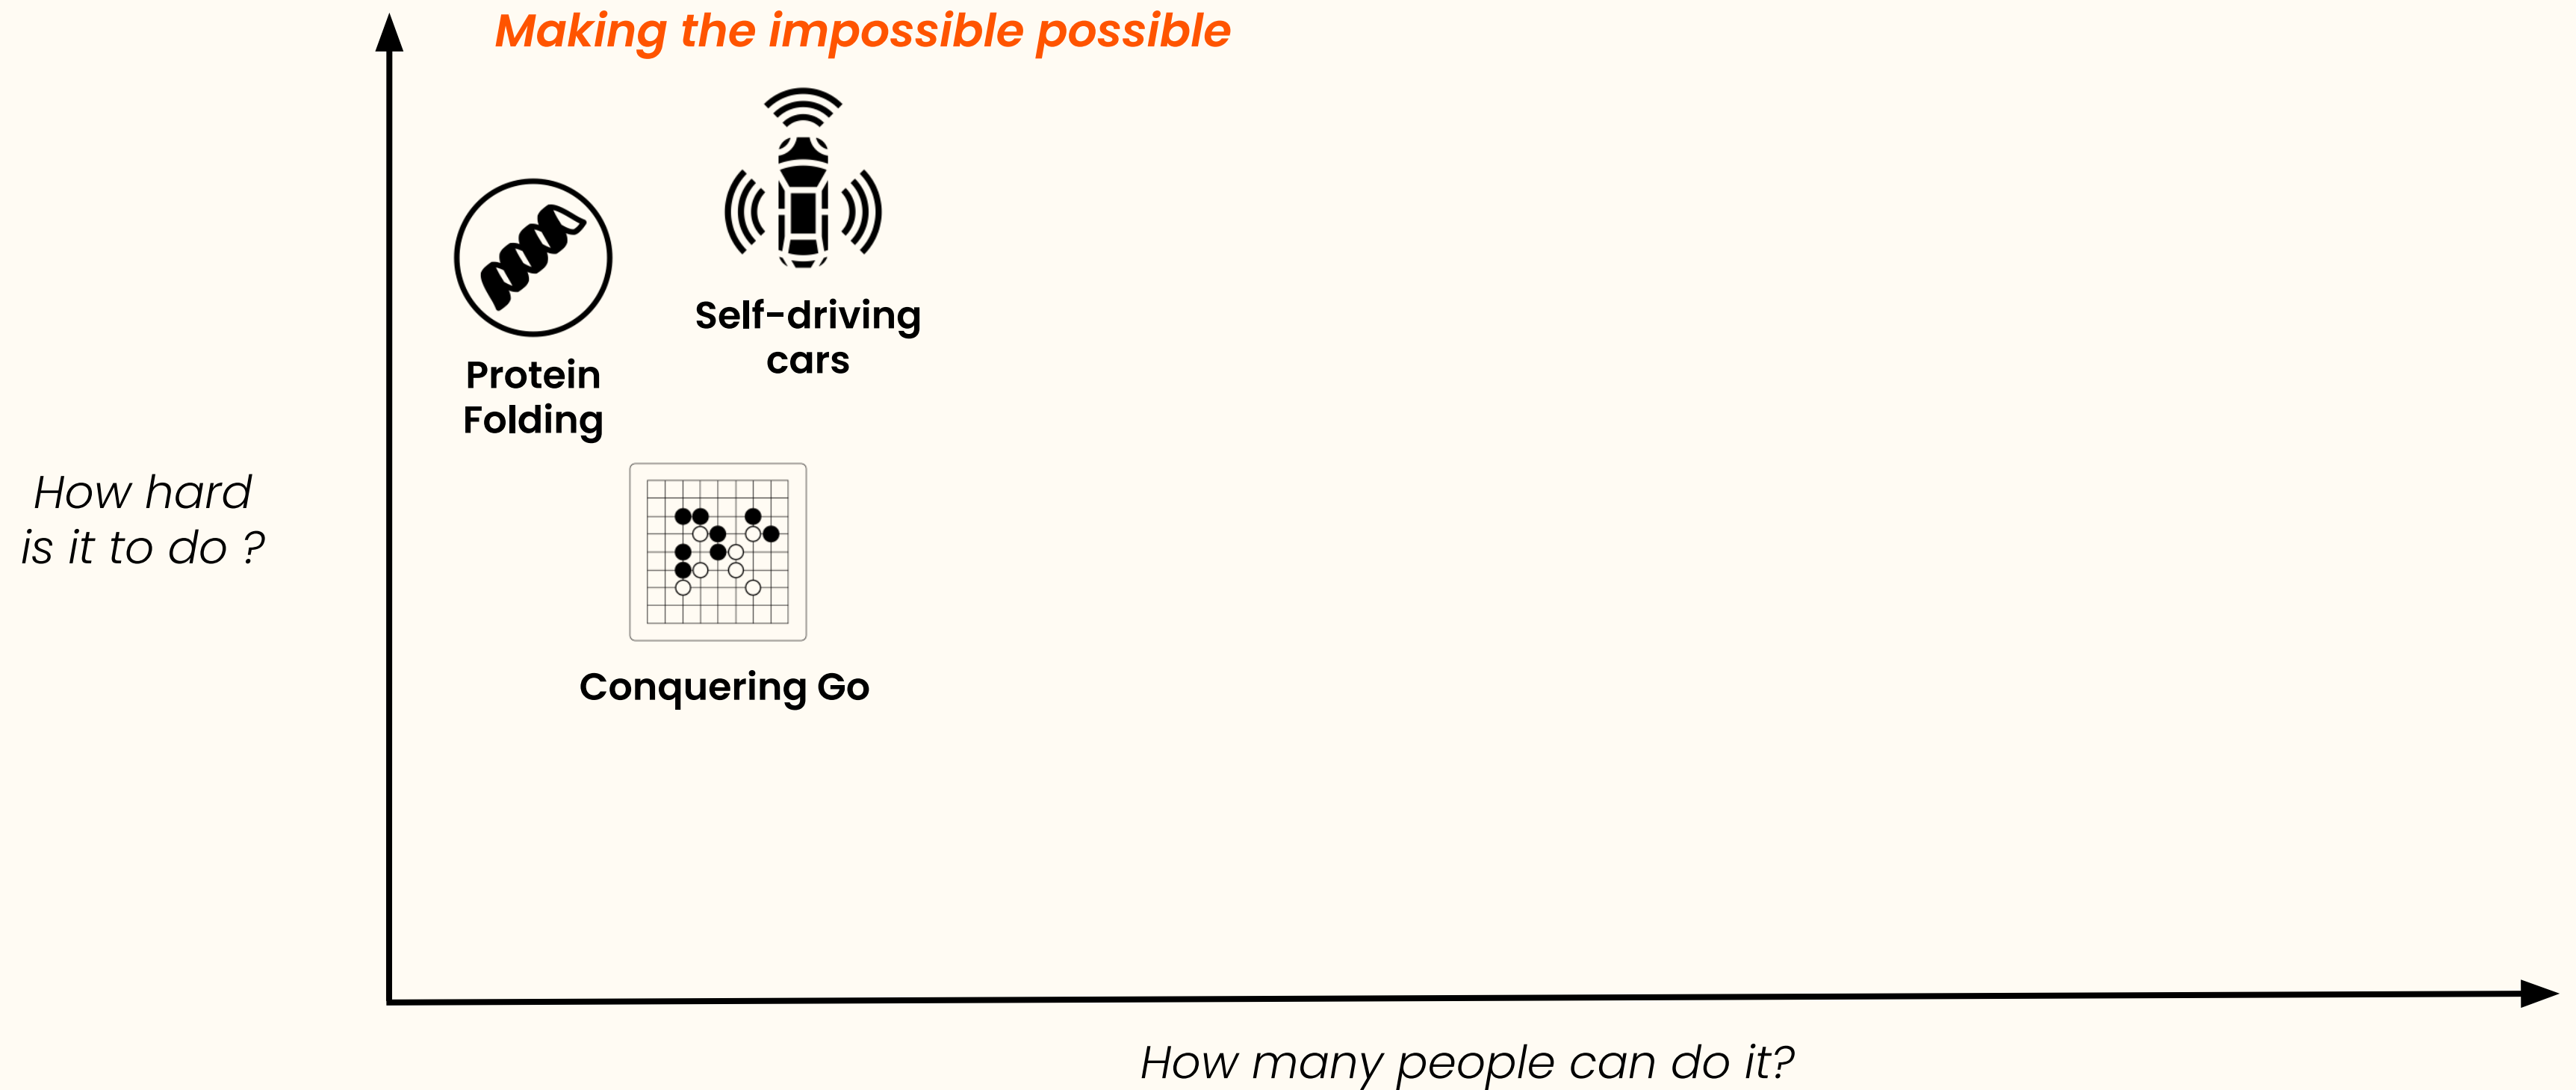 Making the impossible possible
Self-driving
cars
Protein
Folding
How hard
is it to do ?
Conquering Go
How many people can do it?